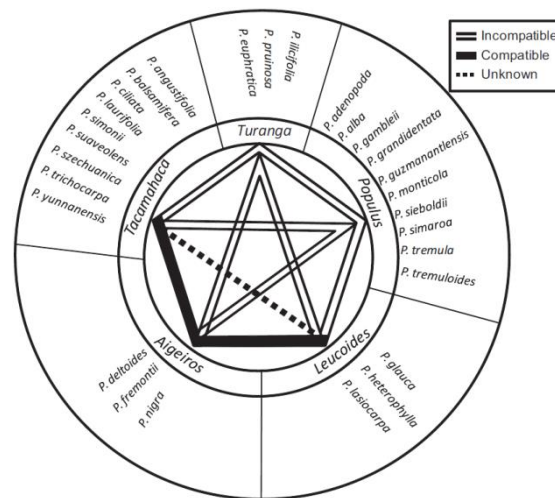 Incompatible
Compatible
Unknown
Turanga
P. euphratica
P. pruinosa
P. ilicifolia
Populus
P. adenopoda
P. alba
P. gambleii
P. grandidentata
P. guzmanantlensis
P. monticola
P. sieboldii
P. simaroa
P. tremula
P. tremuloides
Leucoides
P. glauca
P. heterophylla
P. lasiocarpa
Aigeiros
P. deltoides
P. fremontii
P. nigra
Tacamahaca
P. angustifolia
P. balsamifera
P. ciliata
P. laurifolia
P. simonii
P. suaveolens
P. szechuanica
P. trichocarpa
P. yunnanensis